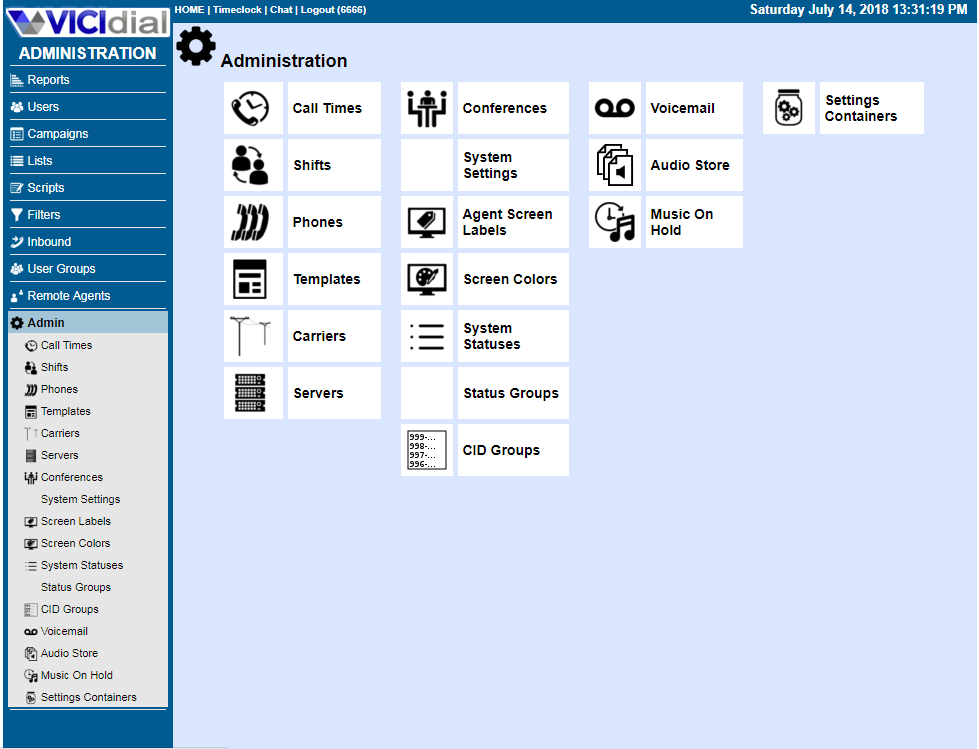 VICIdial
HOME | Timeclock | Chat | Logout (6666)
Saturday July 14, 2018 13:31:19 PM
ADMINISTRATION
Reports
Users
Campaigns
Lists
Scripts
Filters
Inbound
User Groups
Remote Agents
Admin
Call Times
Shifts
Phones
Templates
Carriers
Servers
Conferences
System Settings
Screen Labels
Screen Colors
System Statuses
Status Groups
CID Groups
Voicemail
Audio Store
Music On Hold
Settings Containers
Administration
Call Times
Shifts
Phones
Templates
Carriers
Servers
Conferences
System
Settings
Agent Screen
Labels
Screen Colors
System
Statuses
Status Groups
999-...
998-...
997-...
996-...
CID Groups
Voicemail
Audio Store
Music On
Hold
Settings
Containers